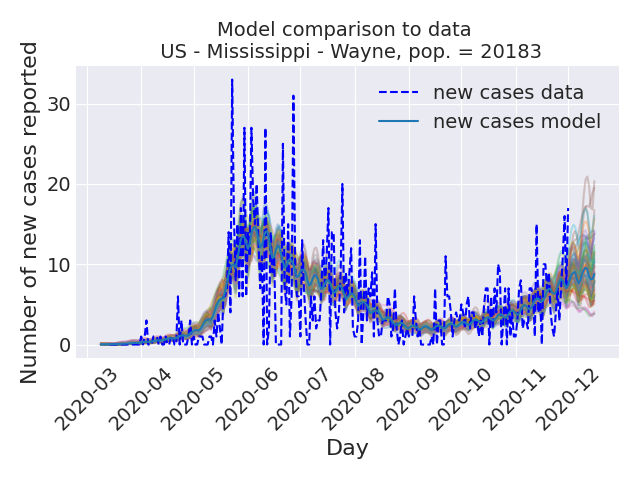 Model comparison to data
US - Mississippi - Wayne, pop. = 20183
Number of new cases reported
30
20
10
0
new cases data
new cases model
2020-03
2020-04
2020-05
2020-06
2020-07
2020-08
2020-09
2020-10
2020-11
2020-12
Day